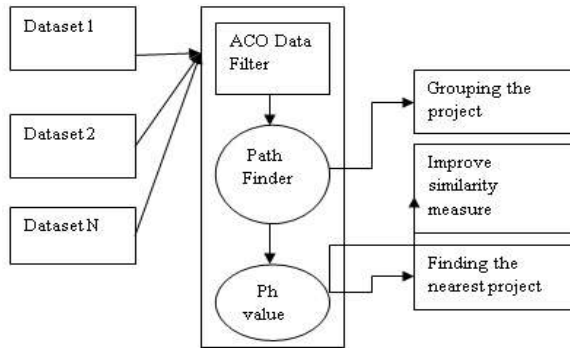 Dataset 1
Dataset 2
Dataset N
ACO Data
Filter
Path
Finder
Ph
value
Grouping the
project
Improve
similarity
measure
Finding the
nearest project